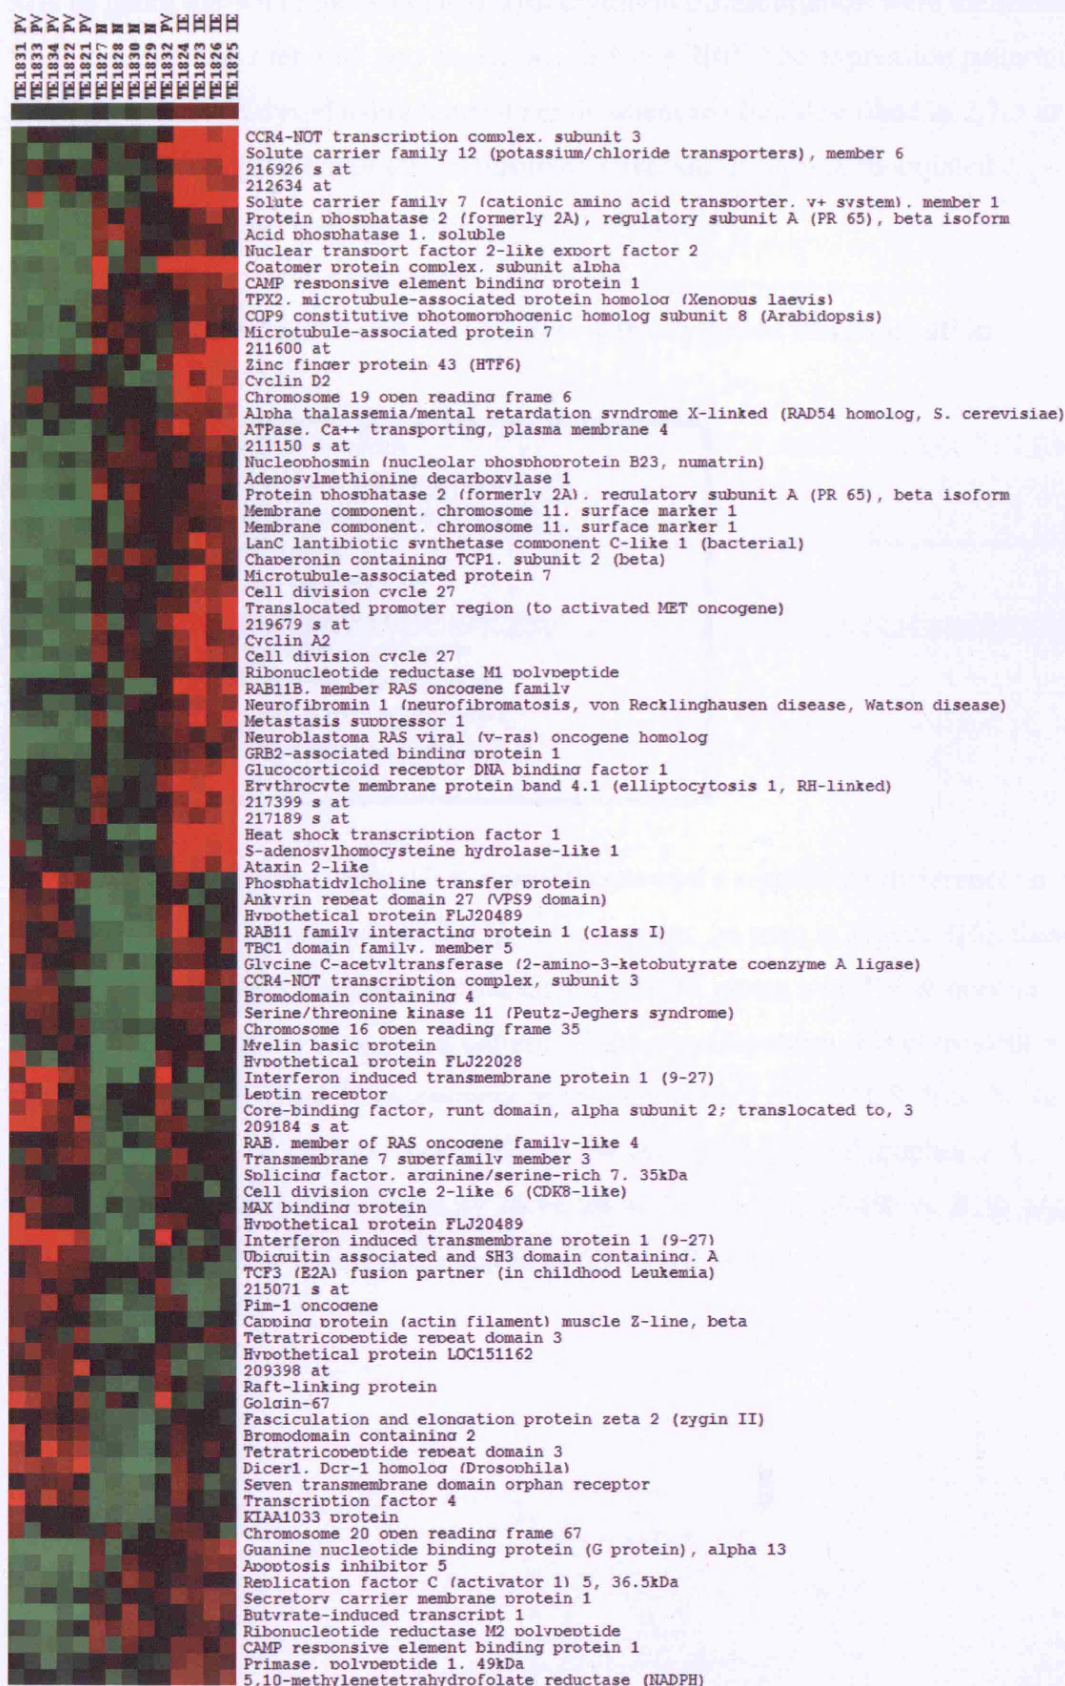 TE1831 PV
TE1833 PV
TE1834 PV
TE1822 PV
TE1821 PV
TE1827 N
TE1828 N
TE1830 N
TE1829 N
TE1832 PV
TE1824 IE
TE1823 IE
TE1826 IE
TE1825 IE
CCR4-NOT transcription complex. subunit 3
Solute carrier family 12 (potassium/chloride transporters), member 6
216926 s at
212634 at
Solute carrier family 7 (cationic amino acid transporter. y+ system). member 1
Protein phosphatase 2 (formerly 2A), regulatory subunit A (PR 65), beta isoform
Acid phosphatase 1. soluble
Nuclear transport factor 2-like export factor 2
Coatomer protein complex. subunit alpha
CAMP responsive element binding protein 1
TPX2. microtubule-associated protein homolog (Xenopus laevis)
COP9 constitutive photomorphogenic homolog subunit 8 (Arabidopsis)
Microtubule-associated protein 7
211600 at
Zinc finger protein 43 (HTF6)
Cyclin D2
Chromosome 19 open reading frame 6
Alpha thalassemia/mental retardation syndrome X-linked (RAD54 homolog, S. cerevisiae)
ATPase. Ca++ transporting, plasma membrane 4
211150 s at
Nucleophosmin (nucleolar phosphoprotein B23, numatrin)
Adenosylmethionine decarboxylase 1
Protein phosphatase 2 (formerly 2A). regulatory subunit A (PR 65), beta isoform
Membrane component. chromosome 11. surface marker 1
Membrane component. chromosome 11. surface marker 1
LanC lantibiotic synthetase component C-like 1 (bacterial)
Chaperonin containing TCP1. subunit 2 (beta)
Microtubule-associated protein 7
Cell division cycle 27
Translocated promoter region (to activated MET oncogene)
219679 s at
Cyclin A2
Cell division cycle 27
Ribonucleotide reductase M1 polypeptide
RAB11B. member RAS oncogene family
Neurofibromin 1 (neurofibromatosis, von Recklinghausen disease, Watson disease)
Metastasis suppressor 1
Neuroblastoma RAS viral (v-ras) oncogene homolog
GRB2-associated binding protein 1
Glucocorticoid receptor DNA binding factor 1
Erythrocyte membrane protein band 4.1 (elliptocytosis 1, RH-linked)
217399 s at
217189 s at
Heat shock transcription factor 1
S-adenosylhomocysteine hydrolase-like 1
Ataxin 2-like
Phosphatidylcholine transfer protein
Ankyrin repeat domain 27 (VPS9 domain)
Hypothetical protein FLJ20489
RAB11 family interacting protein 1 (class I)
TBC1 domain family. member 5
Glycine C-acetyltransferase (2-amino-3-ketobutyrate coenzyme A ligase)
CCR4-NOT transcription complex, subunit 3
Bromodomain containing 4
Serine/threonine kinase 11 (Peutz-Jeghers syndrome)
Chromosome 16 open reading frame 35
Myelin basic protein
Hypothetical protein FLJ22028
Interferon induced transmembrane protein 1 (9-27)
Leptin receptor
Core-binding factor, runt domain, alpha subunit 2; translocated to, 3
209184 s at
RAB. member of RAS oncogene family-like 4
Transmembrane 7 superfamily member 3
Splicing factor. arginine/serine-rich 7. 35kDa
Cell division cycle 2-like 6 (CDK8-like)
MAX binding protein
Hypothetical protein FLJ20489
Interferon induced transmembrane protein 1 (9-27)
Ubiquitin associated and SH3 domain containing. A
TCF3 (E2A) fusion partner (in childhood Leukemia)
215071 s at
Pim-1 oncogene
Capping protein (actin filament) muscle Z-line, beta
Tetratricopeptide repeat domain 3
Hypothetical protein LOC151162
209398 at
Raft-linking protein
Golgin-67
Fasciculation and elongation protein zeta 2 (zygin II)
Bromodomain containing 2
Tetratricopeptide repeat domain 3
Dicer1. Dcr-1 homolog (Drosophila)
Seven transmembrane domain orphan receptor
Transcription factor 4
KIAA1033 protein
Chromosome 20 open reading frame 67
Guanine nucleotide binding protein (G protein), alpha 13
Apoptosis inhibitor 5
Replication factor C (activator 1) 5, 36.5kDa
Secretory carrier membrane protein 1
Butyrate-induced transcript 1
Ribonucleotide reductase M2 polypeptide
CAMP responsive element binding protein 1
Primase. polypeptide 1. 49kDa
5,10-methylenetetrahydrofolate reductase (NADPH)